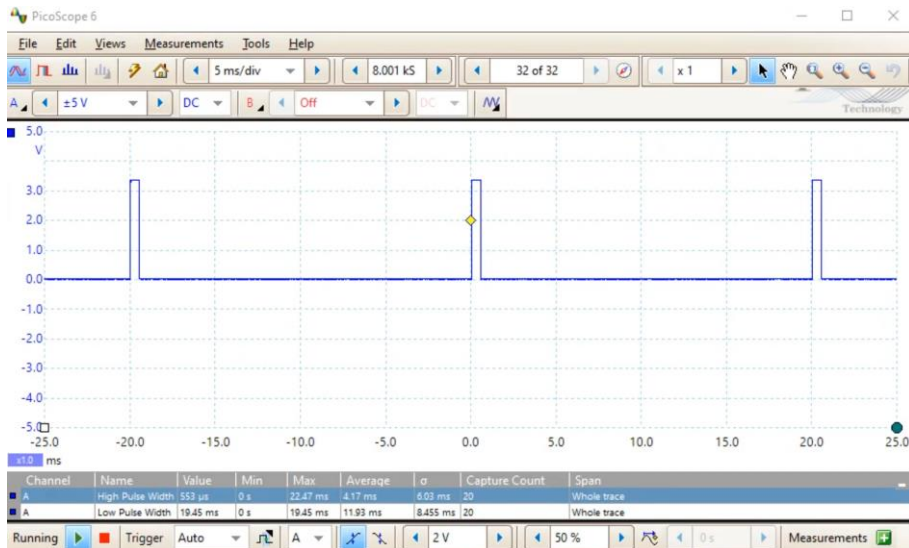 PicoScope 6
File Edit Views Measurements Tools Help
5 ms/div 8.001 kS 32 of 32 x 1
A ±5 V DC B Off DC
Technology
5.0
V
3.0
2.0
1.0
0.0
-1.0
-2.0
-3.0
-4.0
-5.0
-25.0 -20.0 -15.0 -10.0 -5.0 0.0 5.0 10.0 15.0 20.0 25.0
x1.0 ms
Channel Name Value Min Max Average σ Capture Count Span
A High Pulse Width 553 µs 0 s 22.47 ms 4.17 ms 6.03 ms 20 Whole trace
A Low Pulse Width 19.45 ms 0 s 19.45 ms 11.93 ms 8.455 ms 20 Whole trace
Running Trigger Auto A 2 V 50 % 0 s Measurements